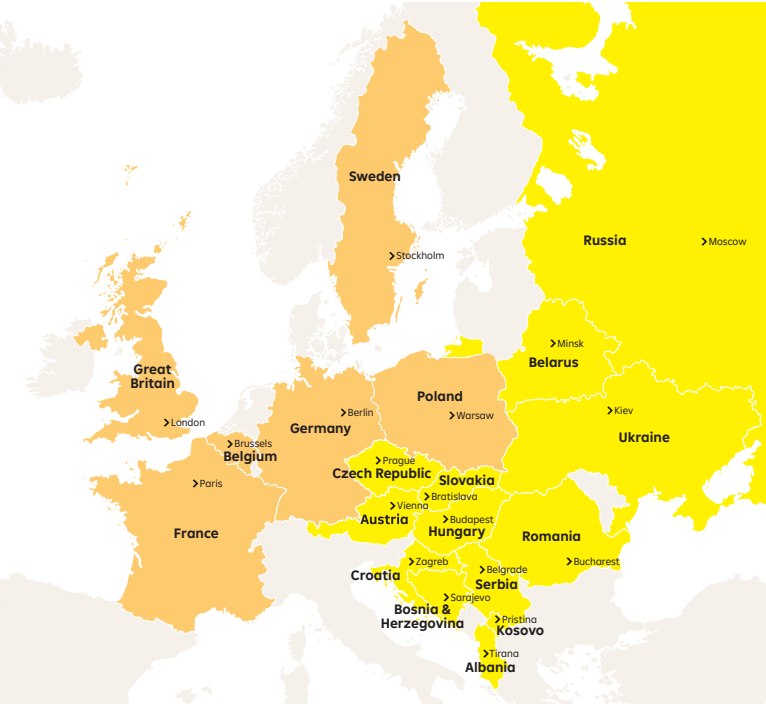 Sweden
Stockholm
Russia
Moscow
Minsk
Belarus
Great
Britain
London
Poland
Warsaw
Berlin
Germany
Kiev
Ukraine
Brussels
Belgium
Paris
France
Prague
Czech Republic
Slovakia
Bratislava
Vienna
Austria
Budapest
Hungary
Romania
Bucharest
Zagreb
Croatia
Belgrade
Serbia
Sarajevo
Bosnia &
Herzegovina
Pristina
Kosovo
Tirana
Albania